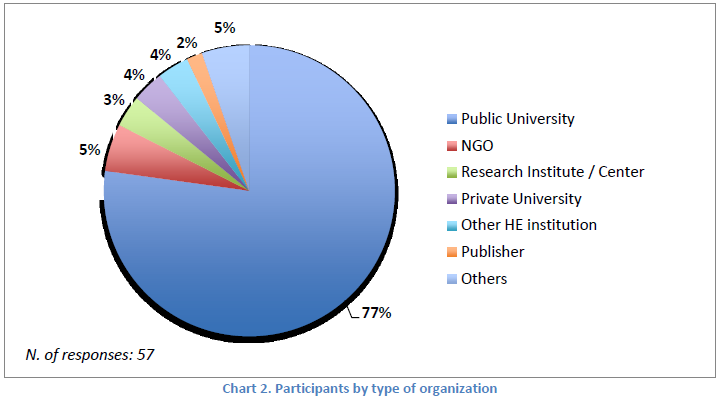 5%
2%
4%
4%
3%
5%
77%
Public University
NGO
Research Institute / Center
Private University
Other HE institution
Publisher
Others
N. of responses: 57
Chart 2. Participants by type of organization